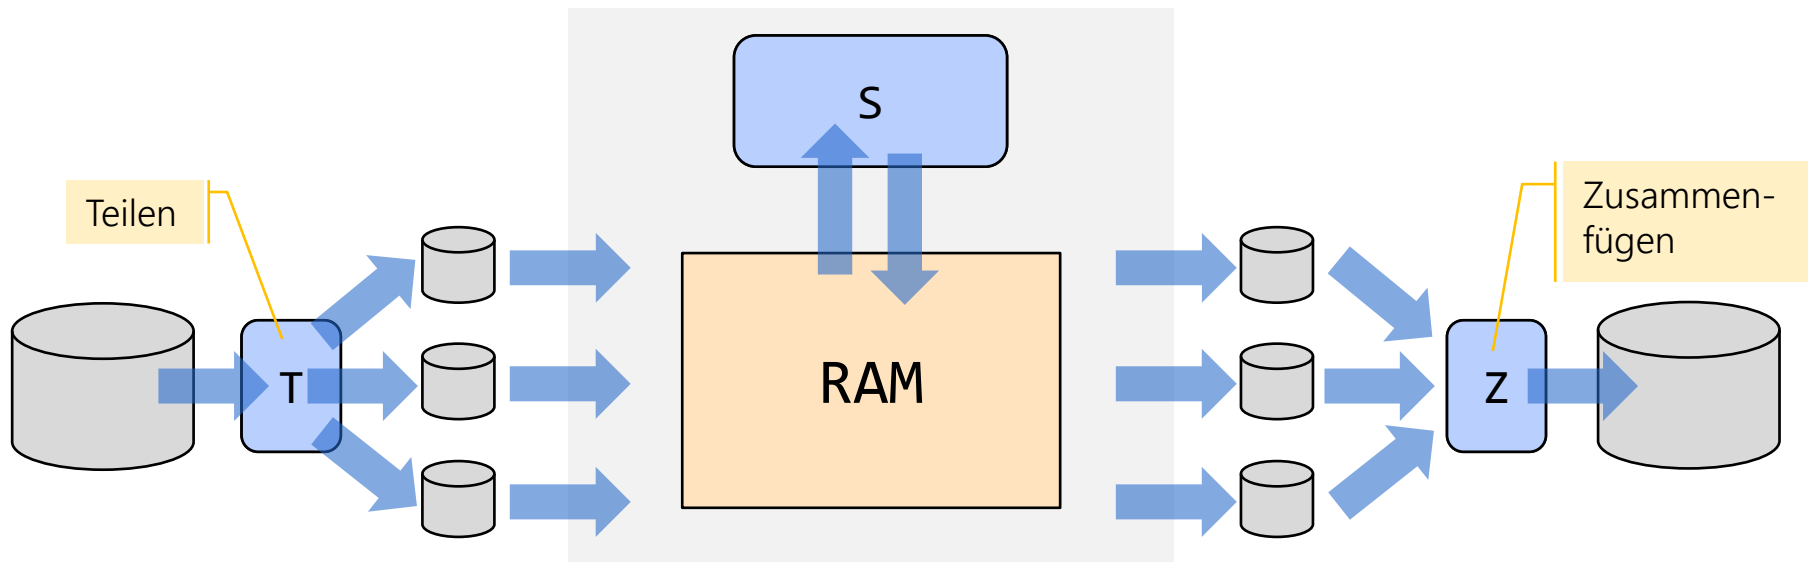 S
Teilen
Zusammen-
fügen
T
RAM
Z